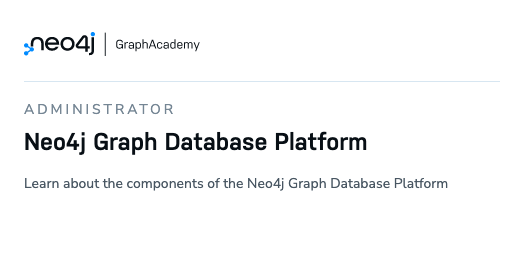 neo4j | GraphAcademy
ADMINISTRATOR
Neo4j Graph Database Platform
Learn about the components of the Neo4j Graph Database Platform